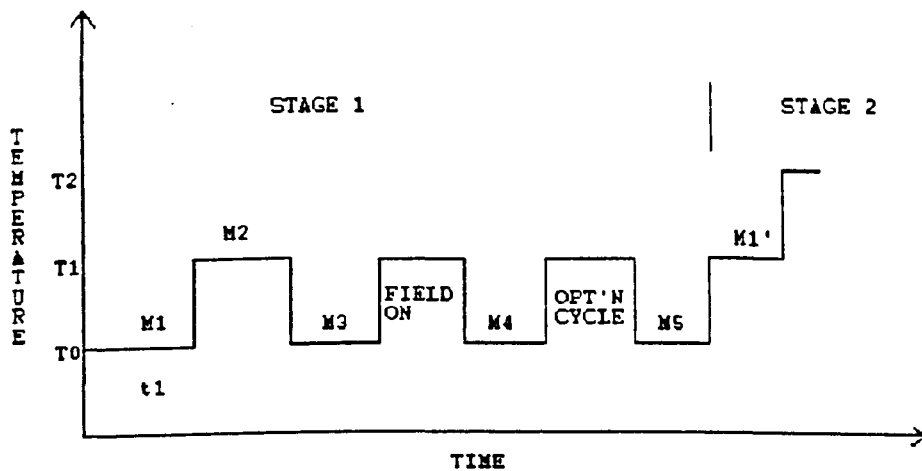 STAGE 1
STAGE 2
TEMPERATURE
T2
M2
M1'
T1
FIELD
ON
OPT'N
CYCLE
M1
M3
M4
M5
T0
t1
TIME